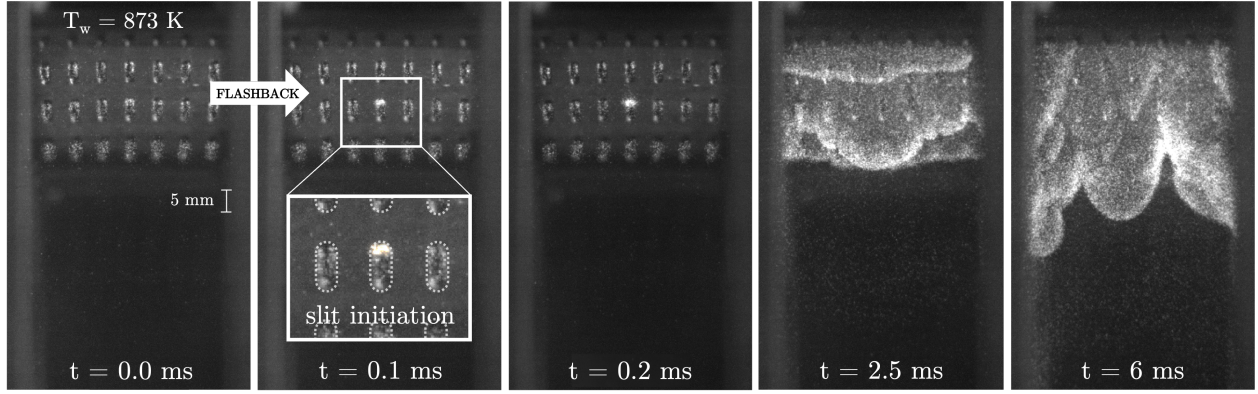 T_w = 873 K
FLASHBACK
5 mm
slit initiation
t = 0.0 ms
t = 0.1 ms
t = 0.2 ms
t = 2.5 ms
t = 6 ms